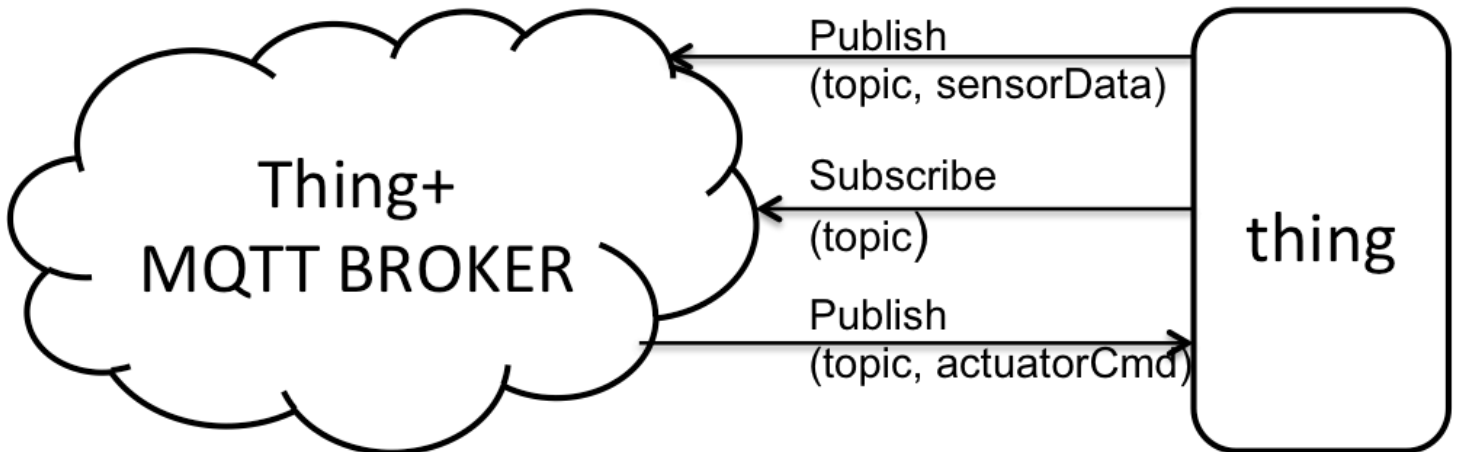 Thing+
MQTT BROKER
Publish
(topic, sensorData)
Subscribe
(topic)
Publish
(topic, actuatorCmd)
thing